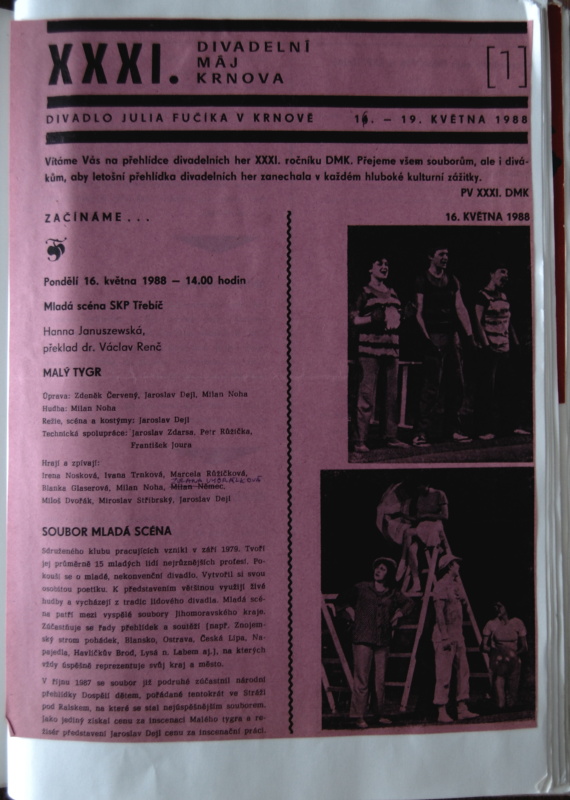 XXXI.
DIVADELNÍ
MÁJ
KRNOVA
[1]
DIVADLO JULIA FUČÍKA V KRNOVĚ 16. — 19. KVĚTNA 1988
Vítáme Vás na přehlídce divadelních her XXXI. ročníku DMK. Přejeme všem souborům, ale i divá-
kům, aby letošní přehlídka divadelních her zanechala v každém hluboké kulturní zážitky.
PV XXXI. DMK
ZAČÍNÁME...
16. KVĚTNA 1988
Pondělí 16. května 1988 — 14.00 hodin
Mladá scéna SKP Třebíč
Hanna Januszewská,
překlad dr. Václav Renč
MALÝ TYGR
Úprava: Zdeněk Červený, Jaroslav Dejl, Milan Noha
Hudba: Milan Noha
Režie, scéna a kostýmy: Jaroslav Dejl
Technická spolupráce: Jaroslav Zdarsa, Petr Růžička,
František Joura
Hrají a zpívají:
Irena Nosková, Ivana Trnková, Marcela Růžičková,
Blanka Glaserová, Milan Noha, Milan Němec,
Miloš Dvořák, Miroslav Stříbrský, Jaroslav Dejl
SOUBOR MLADÁ SCÉNA
Sdruženého klubu pracujících vznikl v září 1979. Tvoří
jej průměrně 15 mladých lidí nejrůznějších profesí. Po-
kouší se o mladé, nekonvenční divadlo. Vytvořil si svou
osobitou poetiku. K představením většinou využijí živé
hudby a vycházejí z tradic lidového divadla. Mladá scé-
na patří mezi vyspělé soubory Jihomoravského kraje.
Zúčastňuje se řady přehlídek a soutěží (např. Znojem-
ský strom pohádek, Blansko, Ostrava, Česká Lípa, Na-
pajedla, Havlíčkův Brod, Lysá n. Labem aj.), na kterých
vždy úspěšně reprezentuje svůj kraj a město.
V říjnu 1987 se soubor již podruhé zúčastnil národní
přehlídky Dospělí dětem, pořádané tentokrát ve Stráži
pod Ralskem, na které se stal nejúspěšnějším souborem.
Jako jediný získal cenu za inscenaci Malého tygra a re-
žisér představení Jaroslav Dejl cenu za inscenační práci.